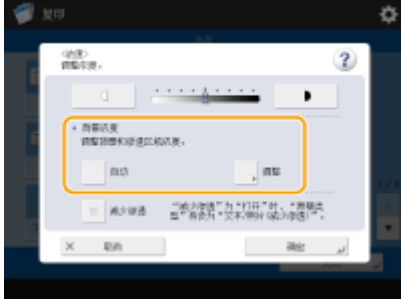 复印
<浓度>
调整浓度。
背景浓度
调整背景和渗透区域浓度。
自动
调整
减少渗透
“减少渗透”为“打开”时，“原稿类
型”将设为“文本/照片(减少渗透)”。
取消
确定